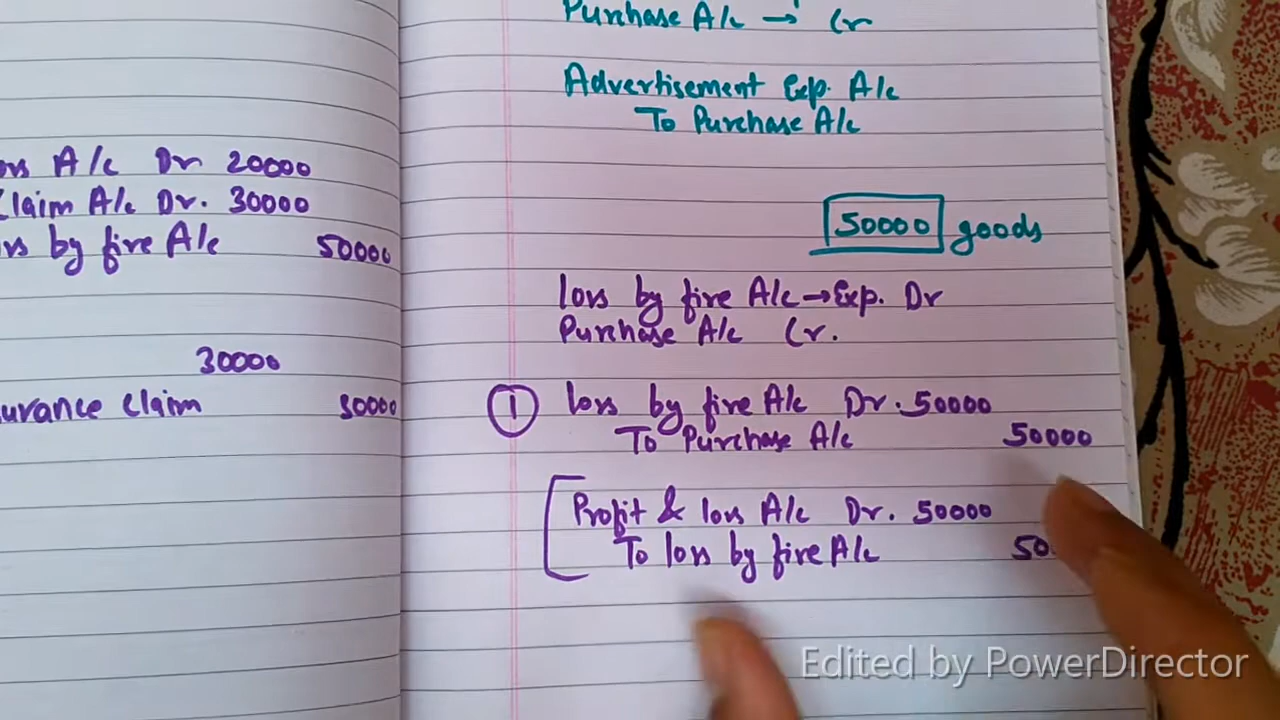 A/c Dr 20000
Claim A/c Dr. 30000
by fire A/c 50000
30000
Claim 30000
Purchase A/c → Cr
Advertisement Exp. A/c
To Purchase A/c
50000 goods
loss by fire A/c → Exp. Dr
Purchase A/c Cr.
1 loss by fire A/c Dr. 50000
To Purchase A/c 50000
Profit & loss A/c Dr. 50000
To loss by fire A/c 50
Edited by PowerDirector